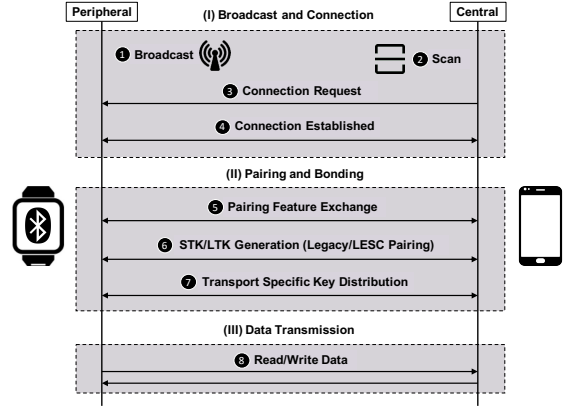 Peripheral
(I) Broadcast and Connection
Central
1 Broadcast
2 Scan
3 Connection Request
4 Connection Established
(II) Pairing and Bonding
5 Pairing Feature Exchange
6 STK/LTK Generation (Legacy/LESC Pairing)
7 Transport Specific Key Distribution
(III) Data Transmission
8 Read/Write Data